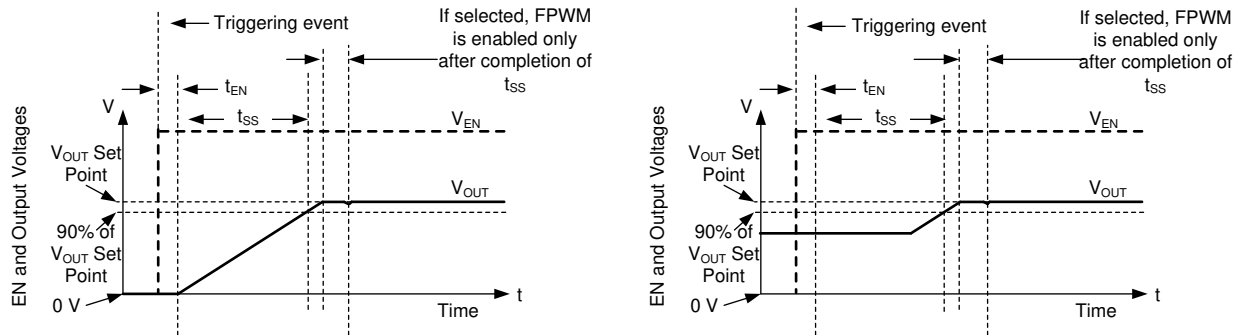 Triggering event
If selected, FPWM
is enabled only
after completion of
tSS
tEN
tSS
V
VEN
EN and Output Voltages
VOUT Set
Point
VOUT
90% of
VOUT Set
Point
0 V
t
Time
Triggering event
If selected, FPWM
is enabled only
after completion of
tSS
tEN
tSS
V
VEN
EN and Output Voltages
VOUT Set
Point
VOUT
90% of
VOUT Set
Point
0 V
t
Time